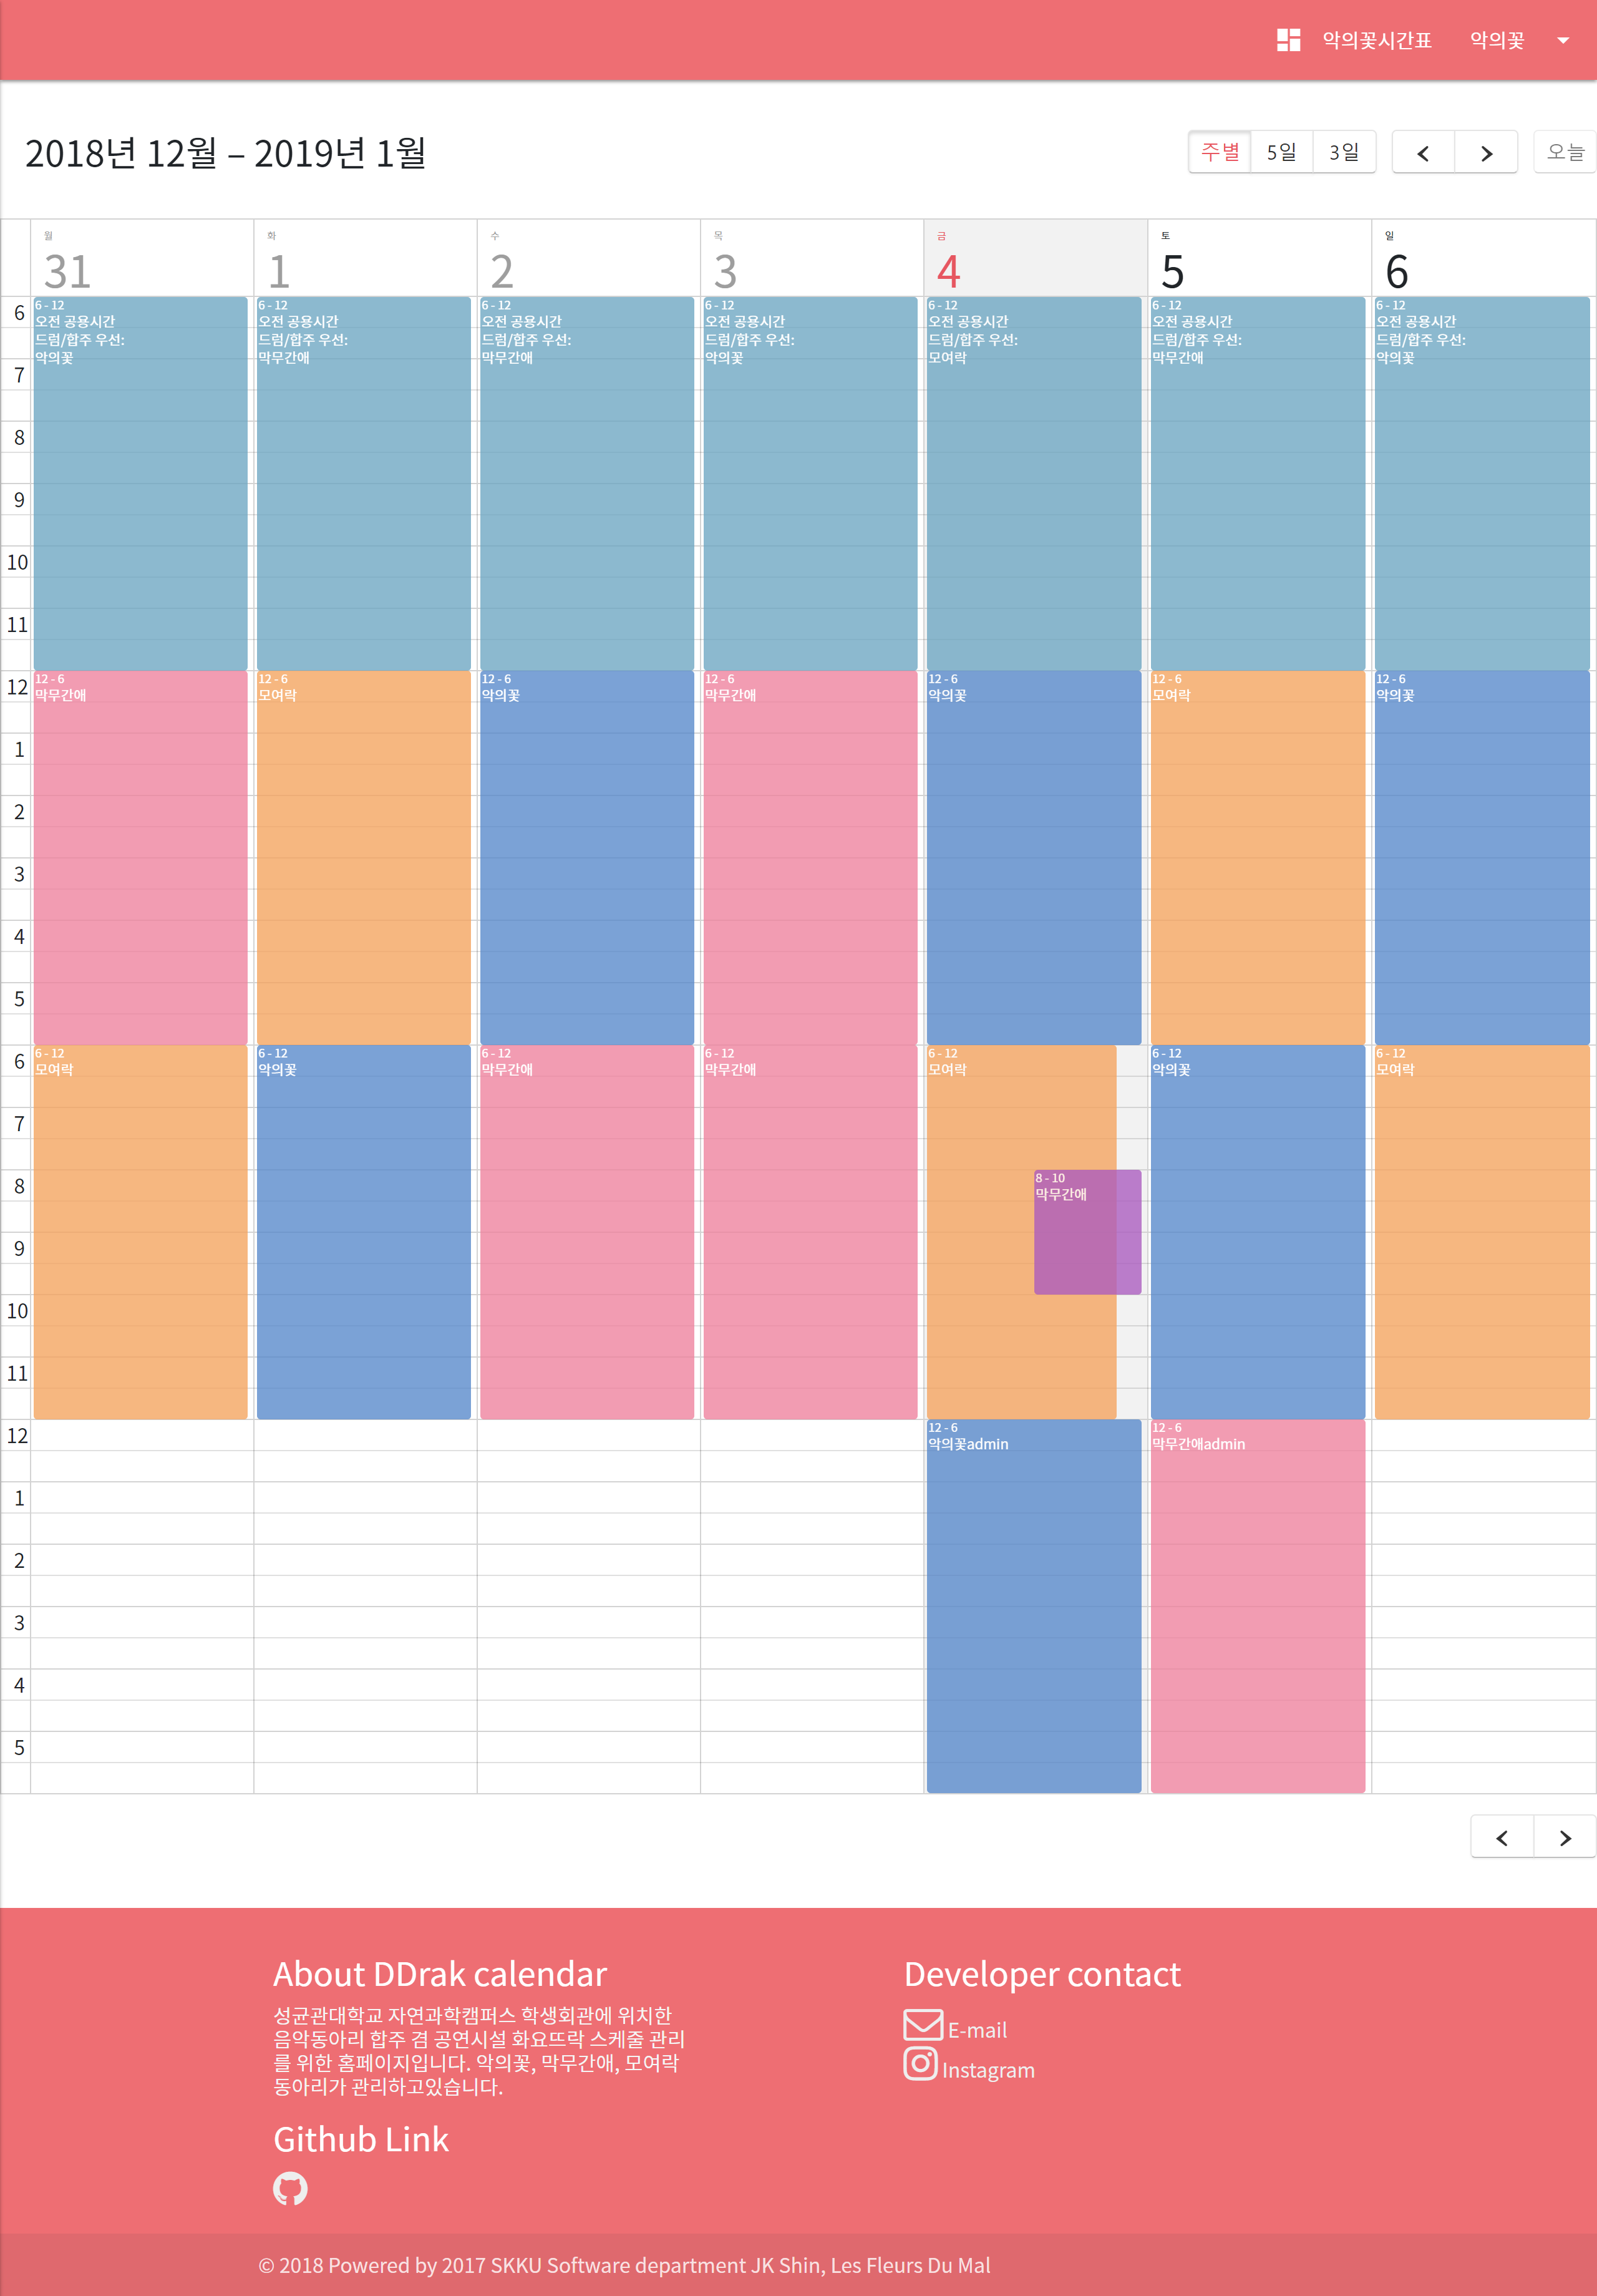 악의꽃시간표 악의꽃
2018년 12월 – 2019년 1월
주별 5일 3일 오늘
월 화 수 목 금 토 일
31 1 2 3 4 5 6
6
6 - 12
오전 공용시간
드럼/합주 우선:
악의꽃
6 - 12
오전 공용시간
드럼/합주 우선:
막무간애
6 - 12
오전 공용시간
드럼/합주 우선:
막무간애
6 - 12
오전 공용시간
드럼/합주 우선:
악의꽃
6 - 12
오전 공용시간
드럼/합주 우선:
모여락
6 - 12
오전 공용시간
드럼/합주 우선:
막무간애
6 - 12
오전 공용시간
드럼/합주 우선:
악의꽃
7
8
9
10
11
12
12 - 6
막무간애
12 - 6
모여락
12 - 6
악의꽃
12 - 6
막무간애
12 - 6
악의꽃
12 - 6
모여락
12 - 6
악의꽃
1
2
3
4
5
6
6 - 12
모여락
6 - 12
악의꽃
6 - 12
막무간애
6 - 12
막무간애
6 - 12
모여락
6 - 12
악의꽃
6 - 12
모여락
7
8
8 - 10
막무간애
9
10
11
12
12 - 6
악의꽃admin
12 - 6
막무간애admin
1
2
3
4
5
About DDrak calendar
성균관대학교 자연과학캠퍼스 학생회관에 위치한
음악동아리 합주 겸 공연시설 화요뜨락 스케줄 관리
를 위한 홈페이지입니다. 악의꽃, 막무간애, 모여락
동아리가 관리하고있습니다.
Github Link
Developer contact
E-mail
Instagram
© 2018 Powered by 2017 SKKU Software department JK Shin, Les Fleurs Du Mal